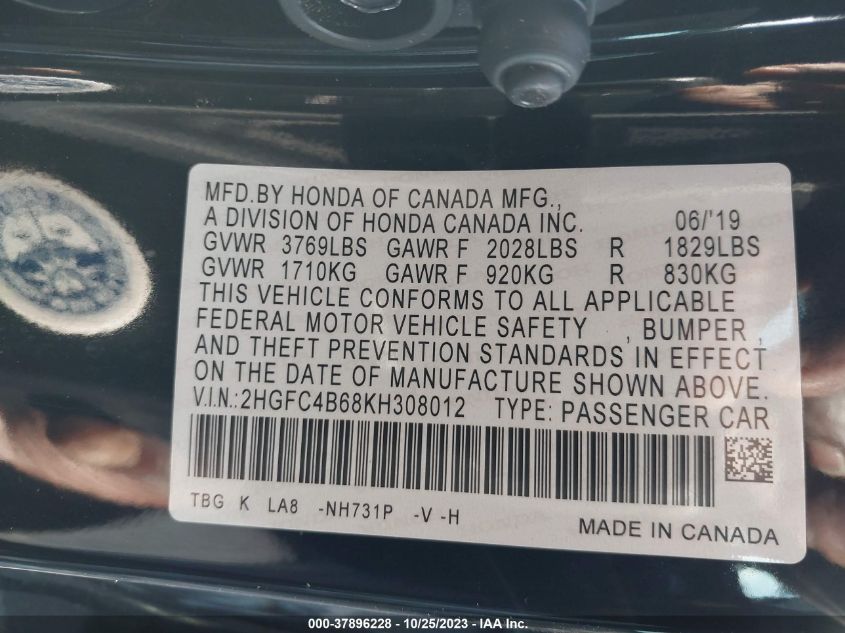 MFD.BY HONDA OF CANADA MFG.,
A DIVISION OF HONDA CANADA INC. 06/'19
GVWR 3769LBS GAWR F 2028LBS R 1829LBS
GVWR 1710KG GAWR F 920KG R 830KG
THIS VEHICLE CONFORMS TO ALL APPLICABLE
FEDERAL MOTOR VEHICLE SAFETY , BUMPER ,
AND THEFT PREVENTION STANDARDS IN EFFECT
ON THE DATE OF MANUFACTURE SHOWN ABOVE.
V.I.N.:2HGFC4B68KH308012 TYPE: PASSENGER CAR
TBG K LA8 -NH731P -V -H
MADE IN CANADA
000-37896228 - 10/25/2023 - IAA Inc.